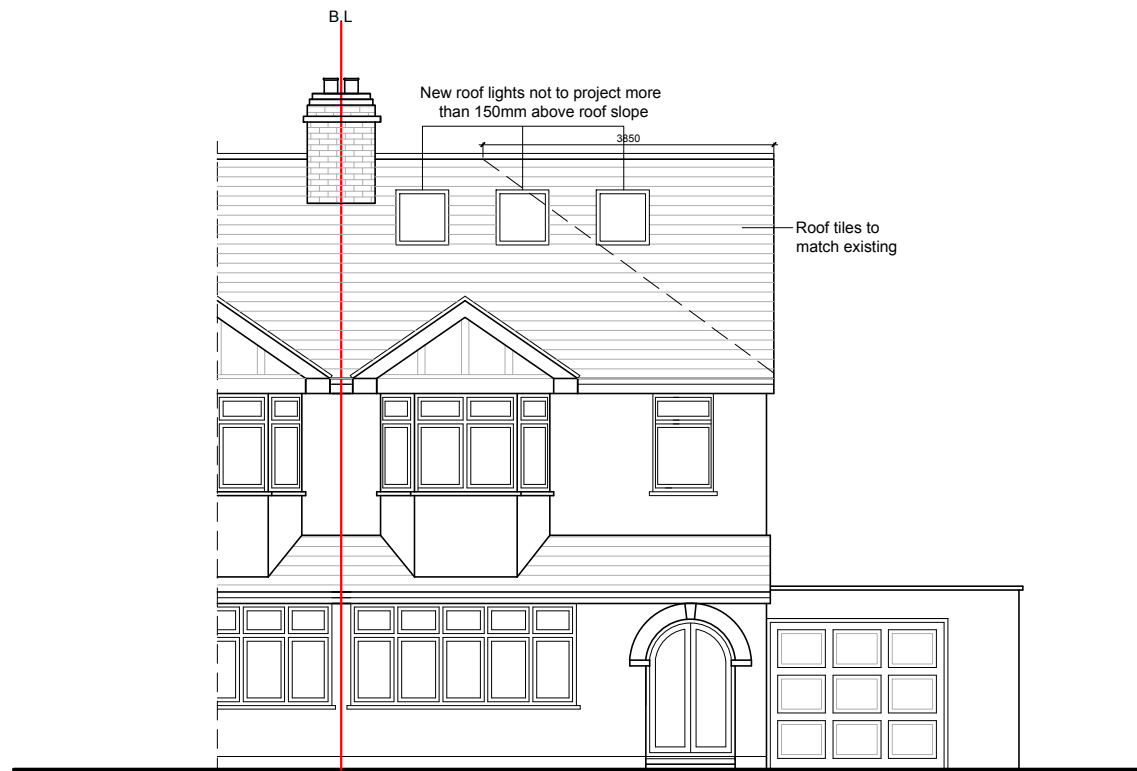 B.L
New roof lights not to project more
than 150mm above roof slope
3850
Roof tiles to
match existing